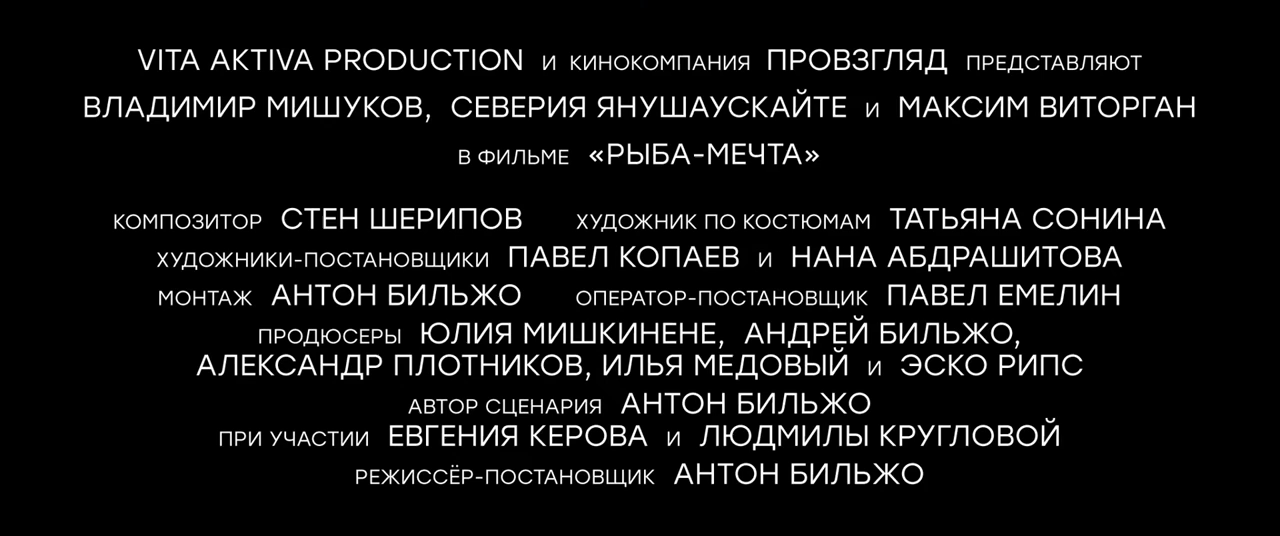 VITA AKTIVA PRODUCTION И КИНОКОМПАНИЯ ПРОВЗГЛЯД ПРЕДСТАВЛЯЮТ
ВЛАДИМИР МИШУКОВ, СЕВЕРИЯ ЯНУШАУСКАЙТЕ И МАКСИМ ВИТОРГАН
В ФИЛЬМЕ «РЫБА-МЕЧТА»
КОМПОЗИТОР СТЕН ШЕРИПОВ ХУДОЖНИК ПО КОСТЮМАМ ТАТЬЯНА СОНИНА
ХУДОЖНИКИ-ПОСТАНОВЩИКИ ПАВЕЛ КОПАЕВ И НАНА АБДРАШИТОВА
МОНТАЖ АНТОН БИЛЬЖО ОПЕРАТОР-ПОСТАНОВЩИК ПАВЕЛ ЕМЕЛИН
ПРОДЮСЕРЫ ЮЛИЯ МИШКИНЕНЕ, АНДРЕЙ БИЛЬЖО,
АЛЕКСАНДР ПЛОТНИКОВ, ИЛЬЯ МЕДОВЫЙ И ЭСКО РИПС
АВТОР СЦЕНАРИЯ АНТОН БИЛЬЖО
ПРИ УЧАСТИИ ЕВГЕНИЯ КЕРОВА И ЛЮДМИЛЫ КРУГЛОВОЙ
РЕЖИССЁР-ПОСТАНОВЩИК АНТОН БИЛЬЖО